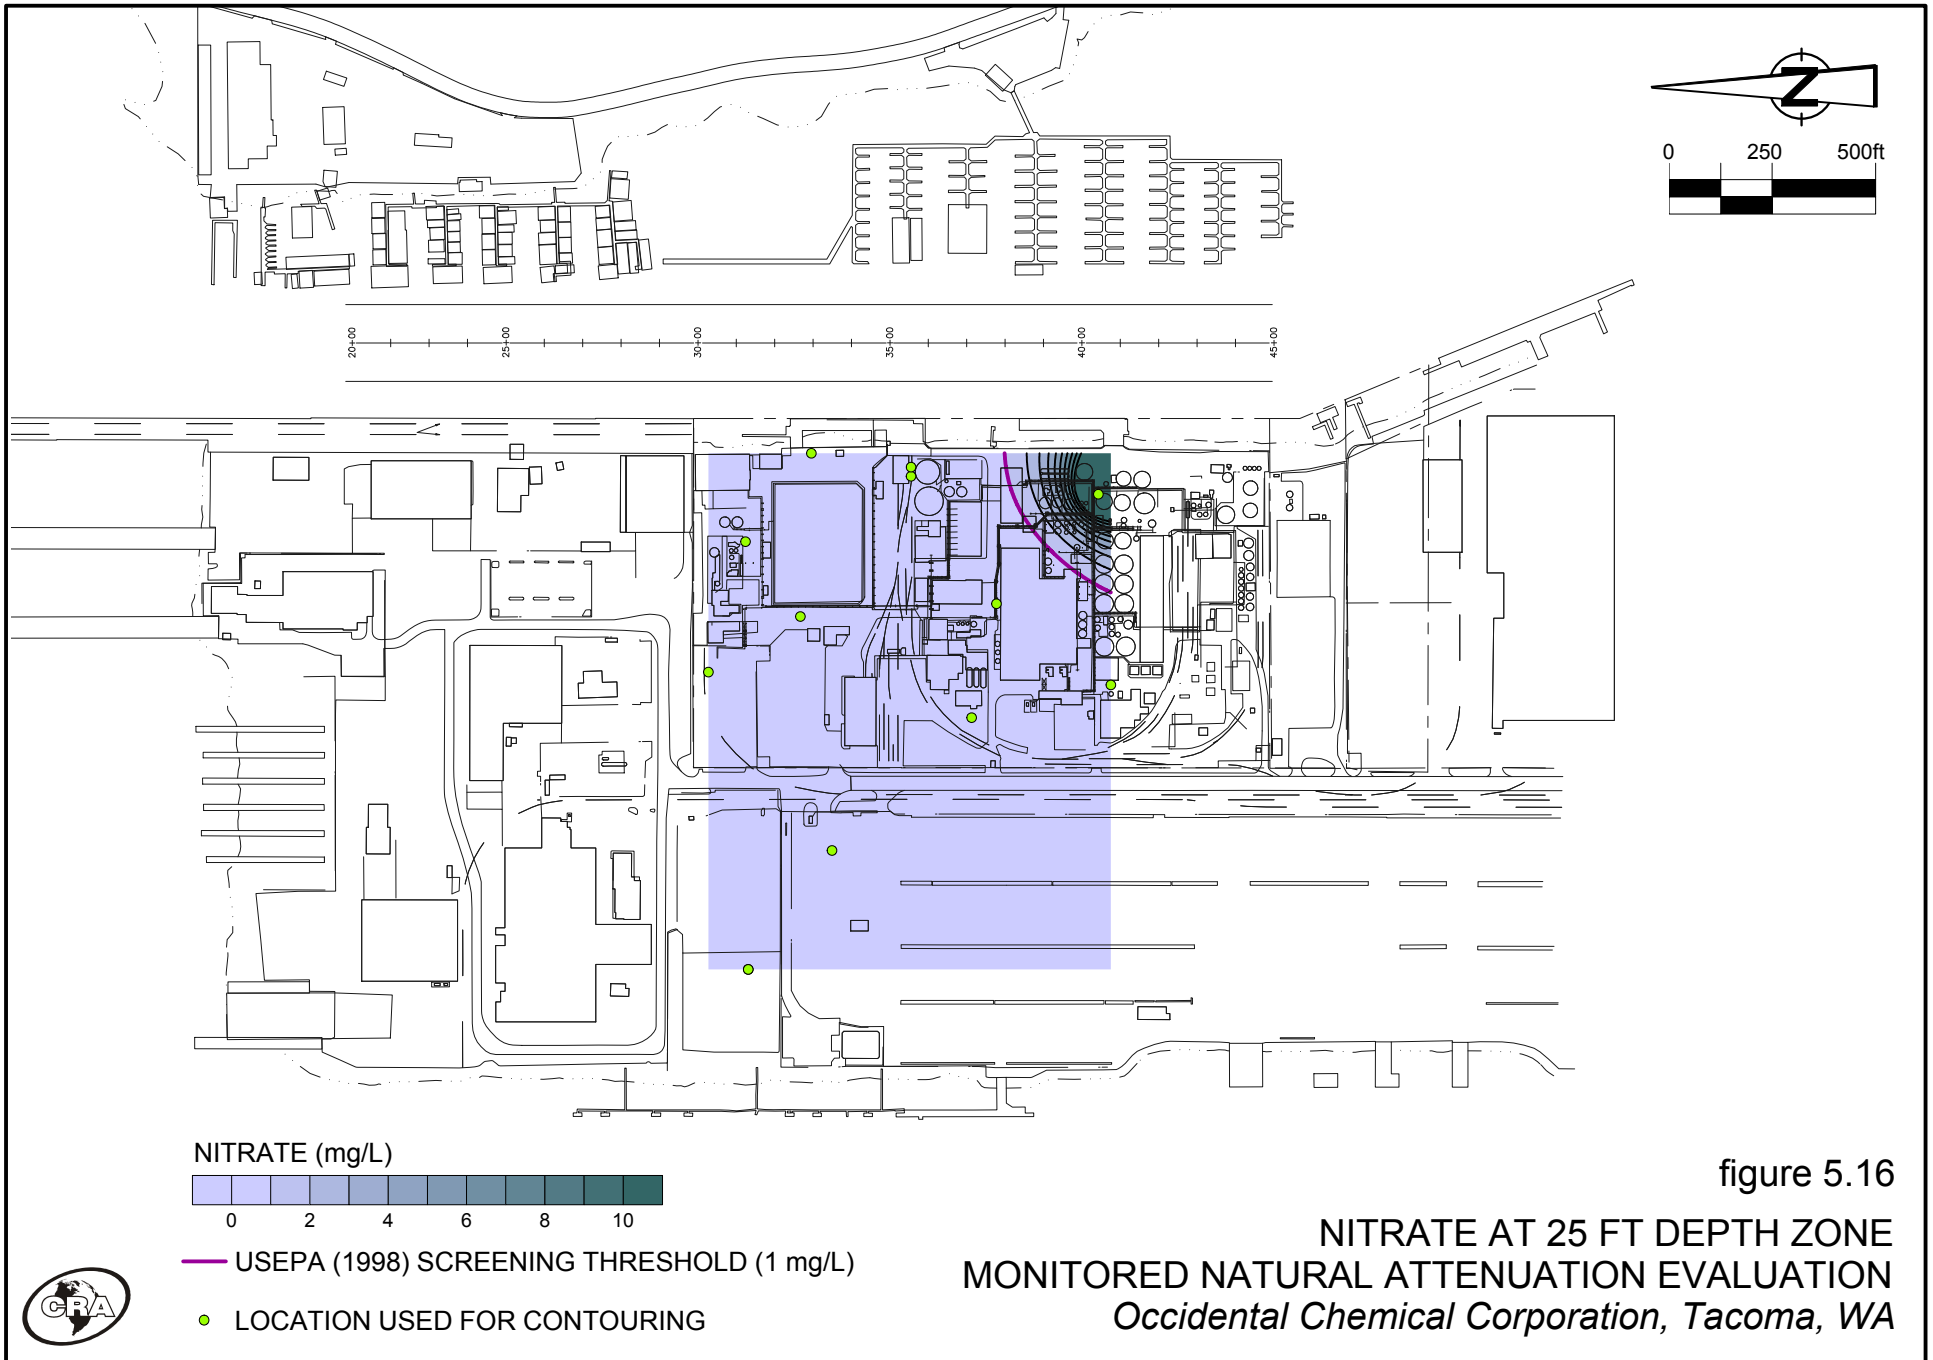 N
0 250 500ft
20+00 25+00 30+00 35+00 40+00 45+00
NITRATE (mg/L)
0 2 4 6 8 10
USEPA (1998) SCREENING THRESHOLD (1 mg/L)
LOCATION USED FOR CONTOURING
CRA
figure 5.16
NITRATE AT 25 FT DEPTH ZONE
MONITORED NATURAL ATTENUATION EVALUATION
Occidental Chemical Corporation, Tacoma, WA